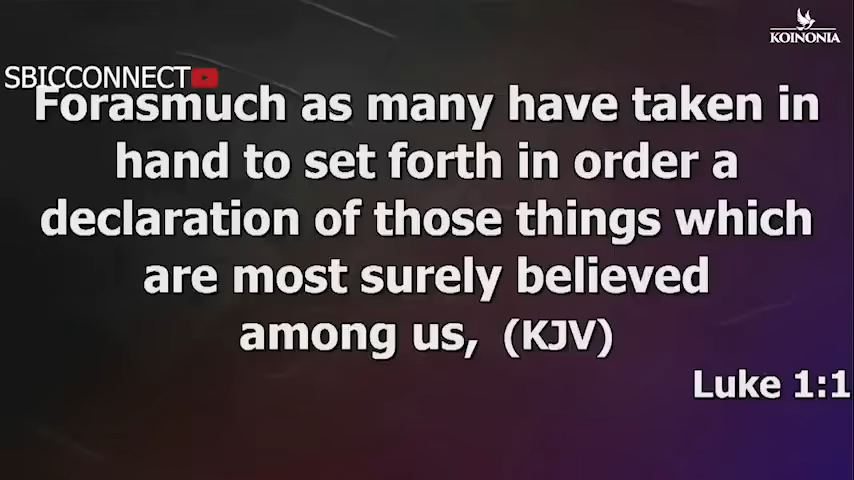 KOINONIA
SBICCONNECT
Forasmuch as many have taken in
hand to set forth in order a
declaration of those things which
are most surely believed
among us, (KJV)
Luke 1:1